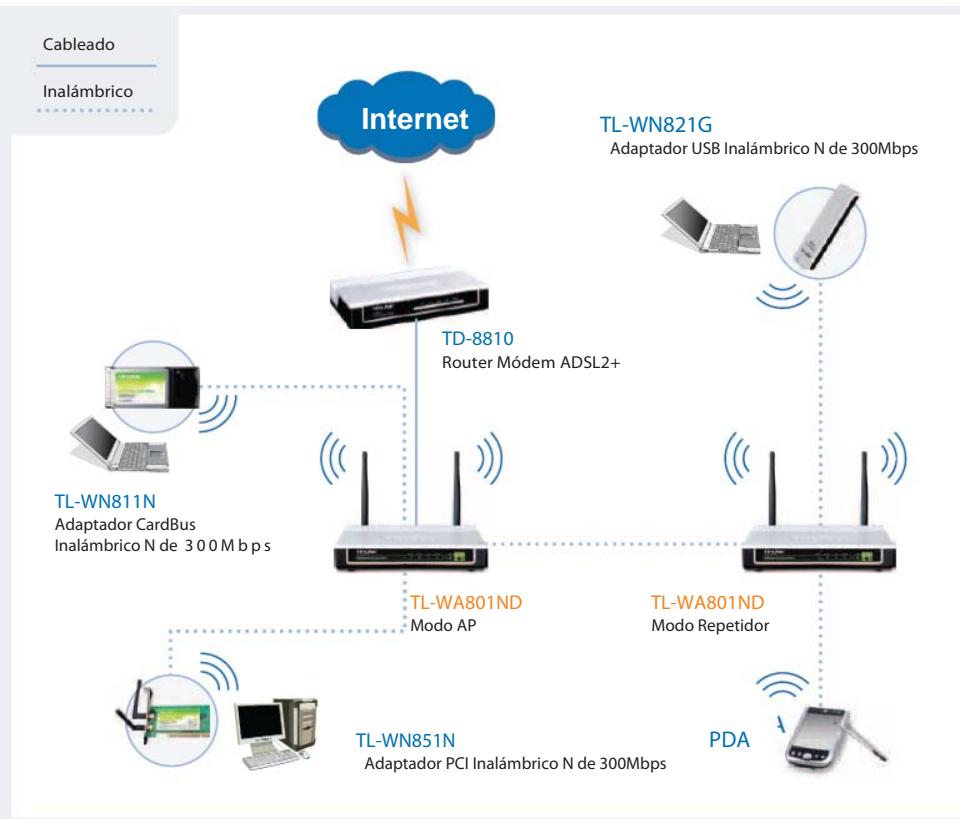 Cableado
Inalámbrico
Internet
TL-WN821G
Adaptador USB Inalámbrico N de 300Mbps
TD-8810
Router Módem ADSL2+
TL-WN811N
Adaptador CardBus
Inalámbrico N de 300Mbps
TL-WA801ND
Modo AP
TL-WA801ND
Modo Repetidor
TL-WN851N
Adaptador PCI Inalámbrico N de 300Mbps
PDA